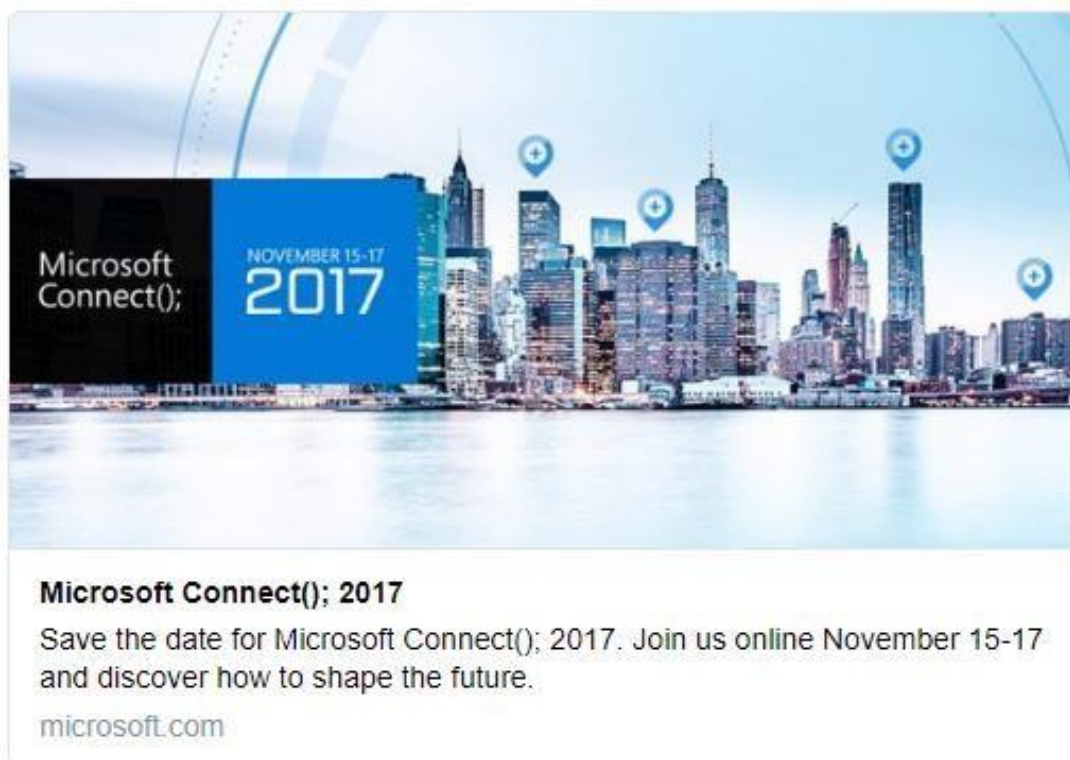 Microsoft
Connect();
NOVEMBER 15-17
2017
Microsoft Connect(); 2017
Save the date for Microsoft Connect(); 2017. Join us online November 15-17
and discover how to shape the future.
microsoft.com